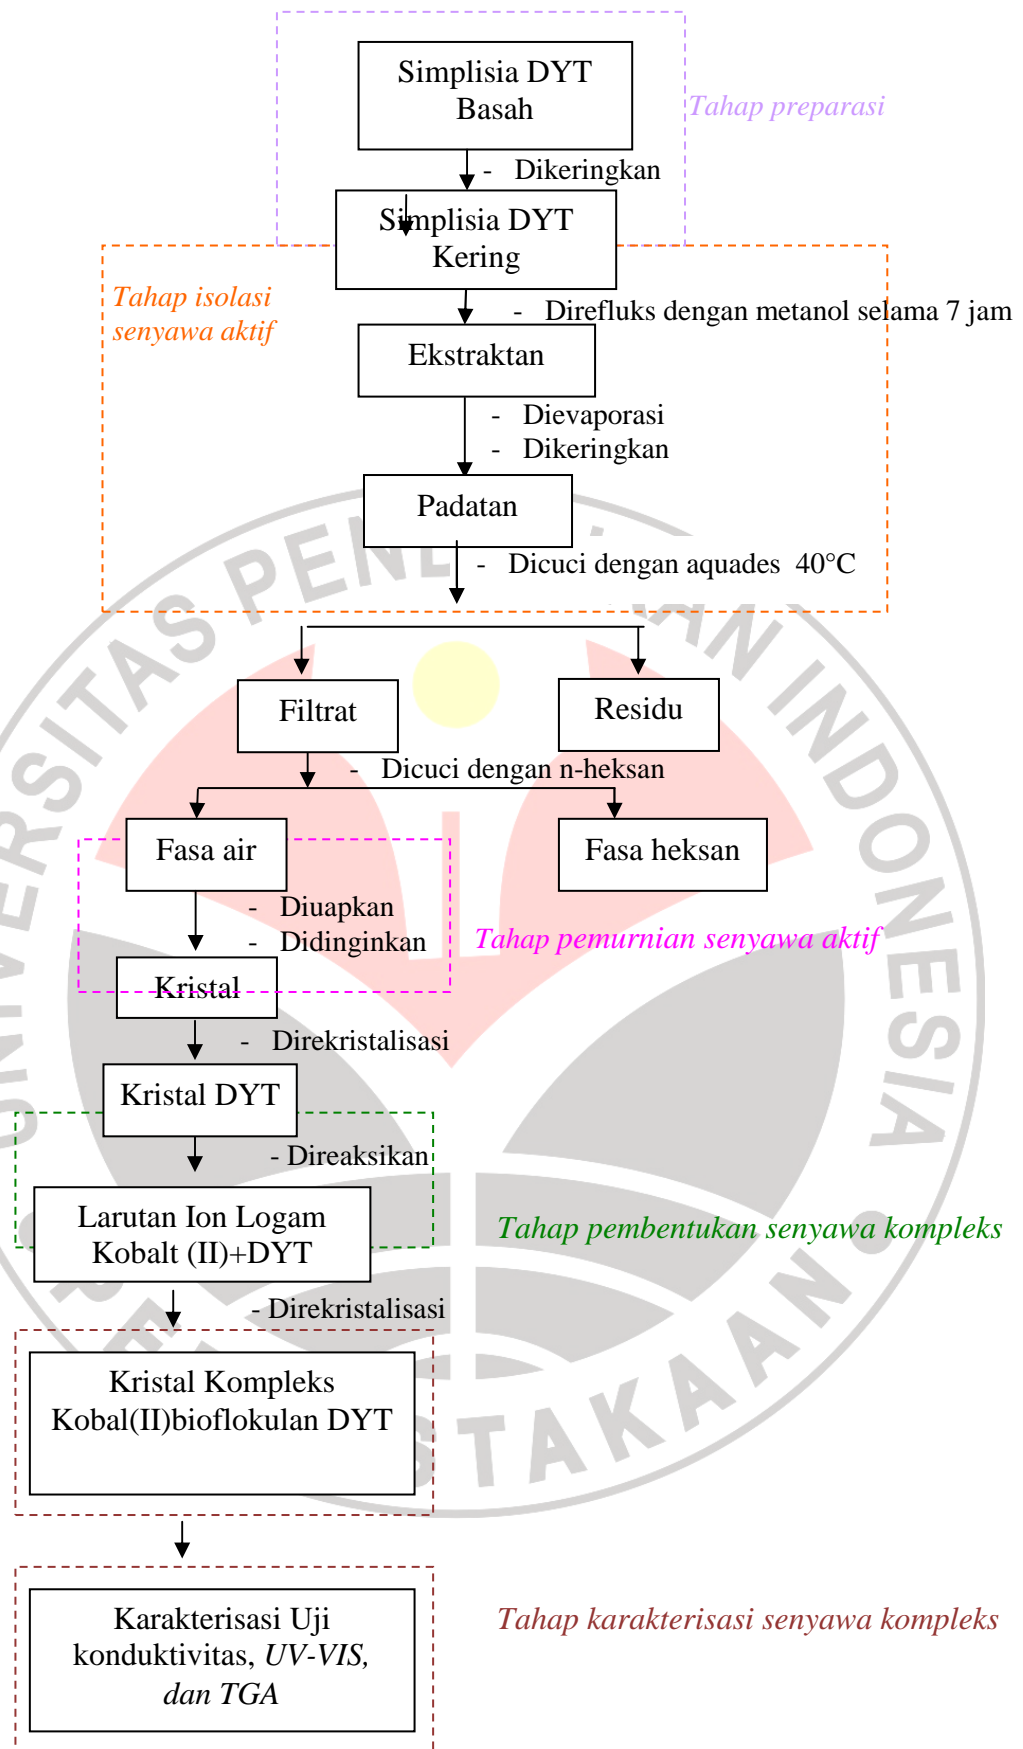 Simplisia DYT
Basah
Tahap preparasi
- Dikeringkan
Simplisia DYT
Kering
Tahap isolasi
senyawa aktif
- Direfluks dengan metanol selama 7 jam
Ekstraktan
- Dievaporasi
- Dikeringkan
Padatan
- Dicuci dengan aquades 40°C
Filtrat
Residu
- Dicuci dengan n-heksan
Fasa air
Fasa heksan
- Diuapkan
- Didinginkan
Tahap pemurnian senyawa aktif
Kristal
- Direkristalisasi
Kristal DYT
- Direaksikan
Larutan Ion Logam
Kobalt (II)+DYT
Tahap pembentukan senyawa kompleks
- Direkristalisasi
Kristal Kompleks
Kobal(II)bioflokulan DYT
Karakterisasi Uji
konduktivitas, UV-VIS,
dan TGA
Tahap karakterisasi senyawa kompleks
INDONESIA